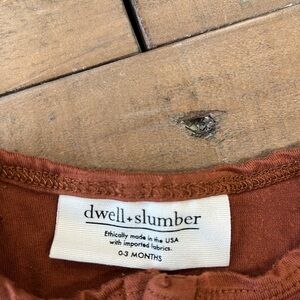 dwell+slumber
Ethically made in the USA
with imported fabrics.
0-3 MONTHS